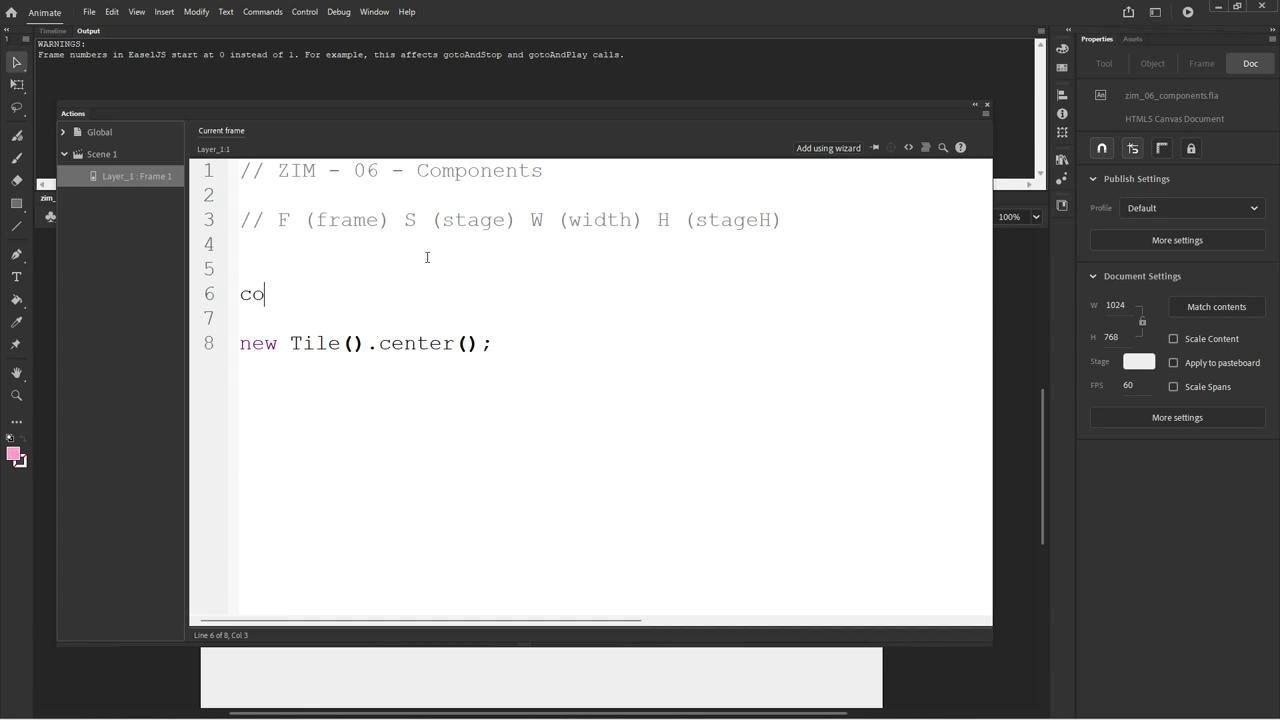 Animate File Edit View Insert Modify Text Commands Control Debug Window Help
Timeline Output
WARNINGS:
Frame numbers in EaselJS start at 0 instead of 1. For example, this affects gotoAndStop and gotoAndPlay calls.
Actions
Global
Scene 1
Layer_1 : Frame 1
Current frame
Layer_1:1
Add using wizard
1 // ZIM - 06 - Components
2
3 // F (frame) S (stage) W (width) H (stageH)
4
5
6 co
7
8 new Tile().center();
Line 6 of 8, Col 3
zim_
100%
Properties Assets
Tool Object Frame Doc
An zim_06_components.fla
HTML5 Canvas Document
Publish Settings
Profile Default
More settings
Document Settings
W 1024 Match contents
H 768 Scale Content
Stage Apply to pasteboard
FPS 60 Scale Spans
More settings